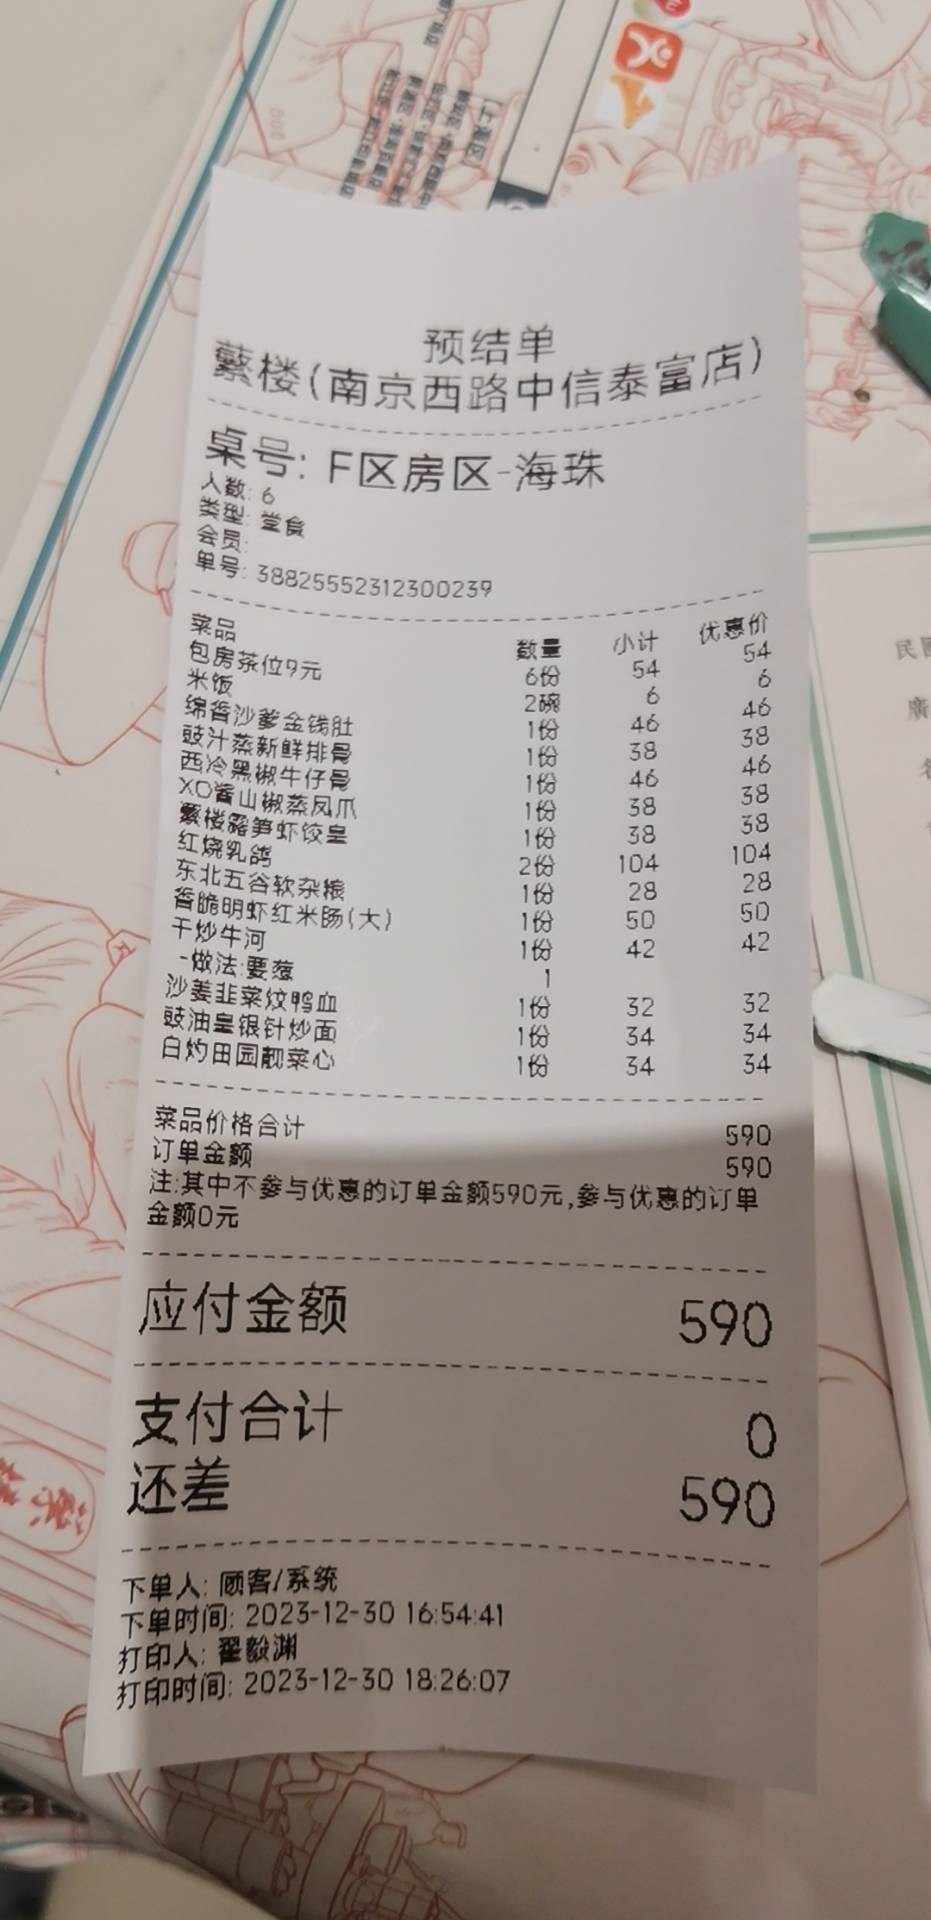 预结单
蘩楼(南京西路中信泰富店)
桌号: F区房区-海珠
人数: 6
类型: 堂食
会员:
单号: 38825552312300239
菜品 数量 小计 优惠价
包房茶位9元 6份 54 54
米饭 2碗 6 6
绵香沙爹金钱肚 1份 46 46
豉汁蒸新鲜排骨 1份 38 38
西冷黑椒牛仔骨 1份 46 46
XO酱山椒蒸凤爪 1份 38 38
蘩楼露笋虾饺皇 1份 38 38
红烧乳鸽 2份 104 104
东北五谷软杂粮 1份 28 28
香脆明虾红米肠(大) 1份 50 50
干炒牛河 1份 42 42
-做法:要葱 1
沙姜韭菜炆鸭血 1份 32 32
豉油皇银针炒面 1份 34 34
白灼田园靓菜心 1份 34 34
菜品价格合计 590
订单金额 590
注:其中不参与优惠的订单金额590元,参与优惠的订单
金额0元
应付金额 590
支付合计 0
还差 590
下单人: 顾客/系统
下单时间: 2023-12-30 16:54:41
打印人: 翟毅渊
打印时间: 2023-12-30 18:26:07